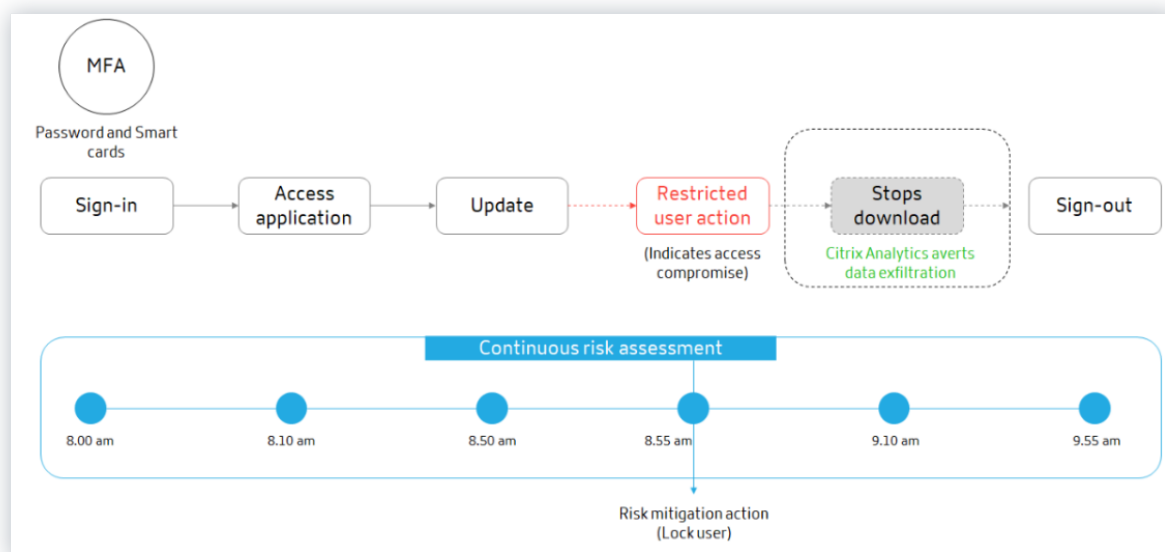 MFA
Password and Smart
cards
Sign-in
Access
application
Update
Restricted
user action
(Indicates access
compromise)
Stops
download
Citrix Analytics averts
data exfiltration
Sign-out
Continuous risk assessment
8.00 am
8.10 am
8.50 am
8.55 am
9.10 am
9.55 am
Risk mitigation action
(Lock user)